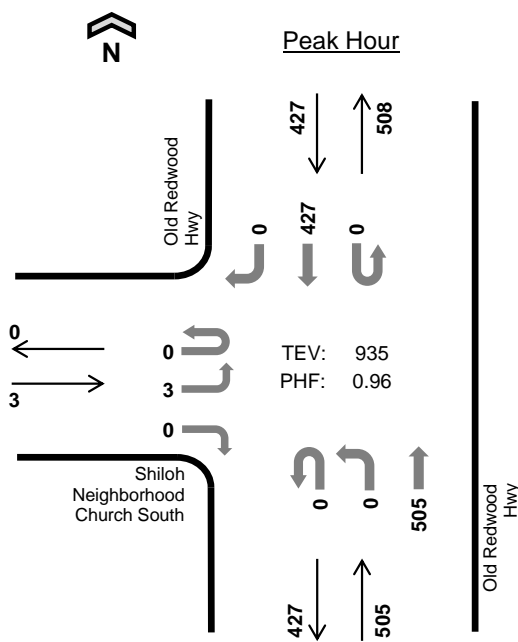 N
Peak Hour
427
508
Old Redwood
Hwy
0
427
0
0
0
3
3
0
TEV: 935
PHF: 0.96
Shiloh
Neighborhood
Church South
0
0
505
Old Redwood
Hwy
427
505